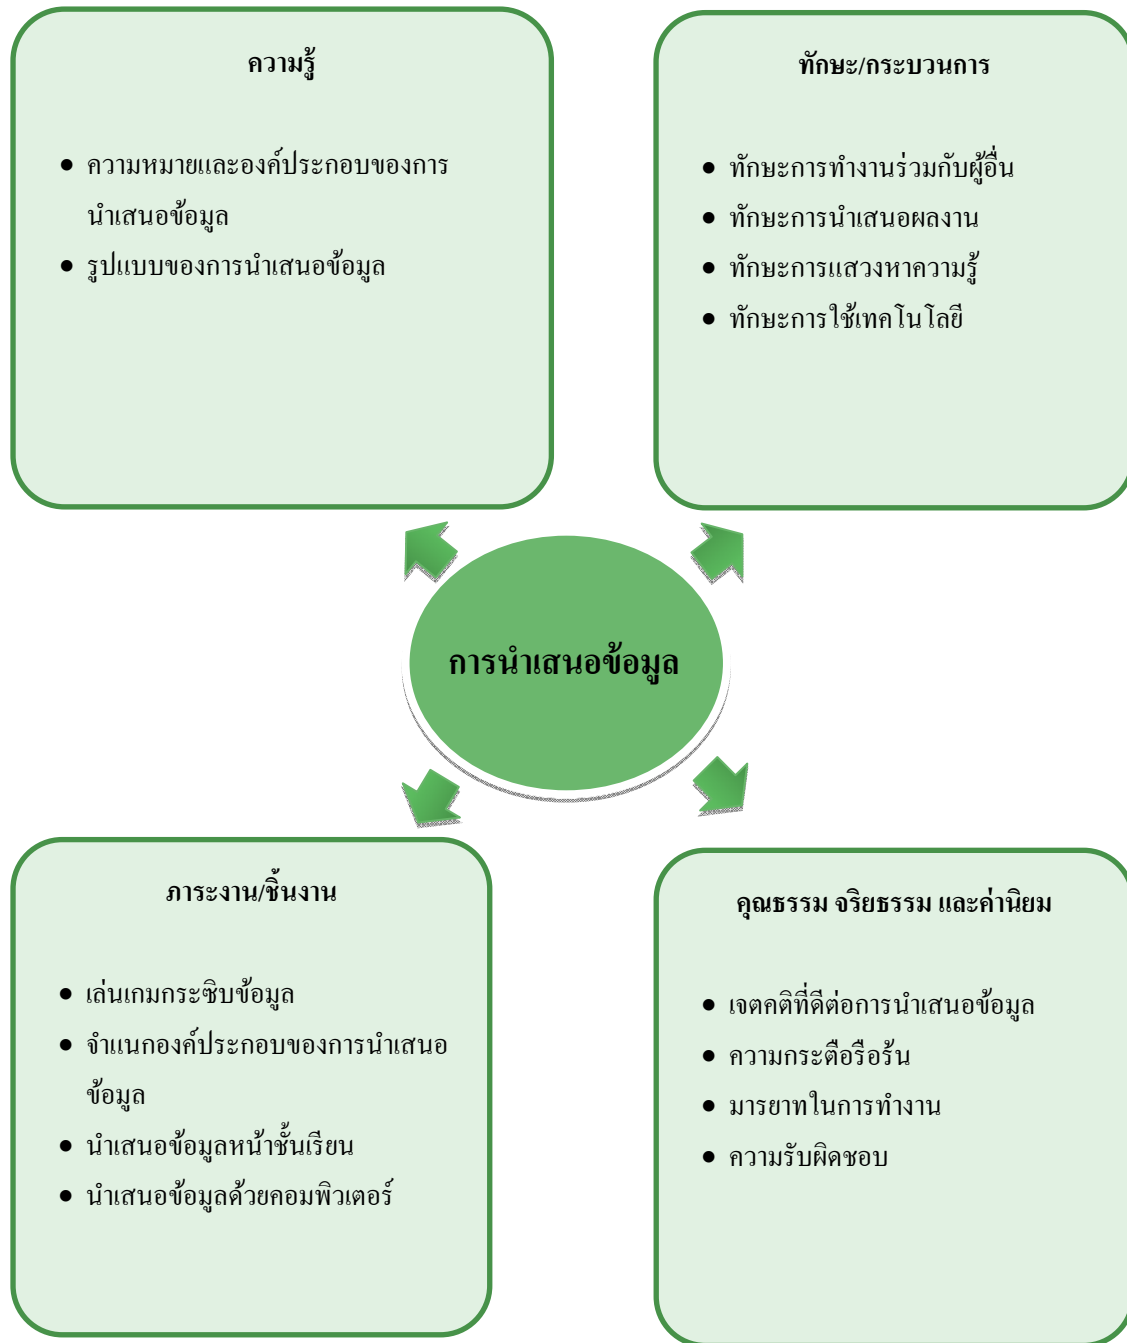 ความรู้
• ความหมายและองค์ประกอบของการ
นำเสนอข้อมูล
• รูปแบบของการนำเสนอข้อมูล
ทักษะ/กระบวนการ
• ทักษะการทำงานร่วมกับผู้อื่น
• ทักษะการนำเสนอผลงาน
• ทักษะการแสวงหาความรู้
• ทักษะการใช้เทคโนโลยี
การนำเสนอข้อมูล
ภาระงาน/ชิ้นงาน
• เล่นเกมกระซิบข้อมูล
• จำแนกองค์ประกอบของการนำเสนอ
ข้อมูล
• นำเสนอข้อมูลหน้าชั้นเรียน
• นำเสนอข้อมูลด้วยคอมพิวเตอร์
คุณธรรม จริยธรรม และค่านิยม
• เจตคติที่ดีต่อการนำเสนอข้อมูล
• ความกระตือรือร้น
• มารยาทในการทำงาน
• ความรับผิดชอบ